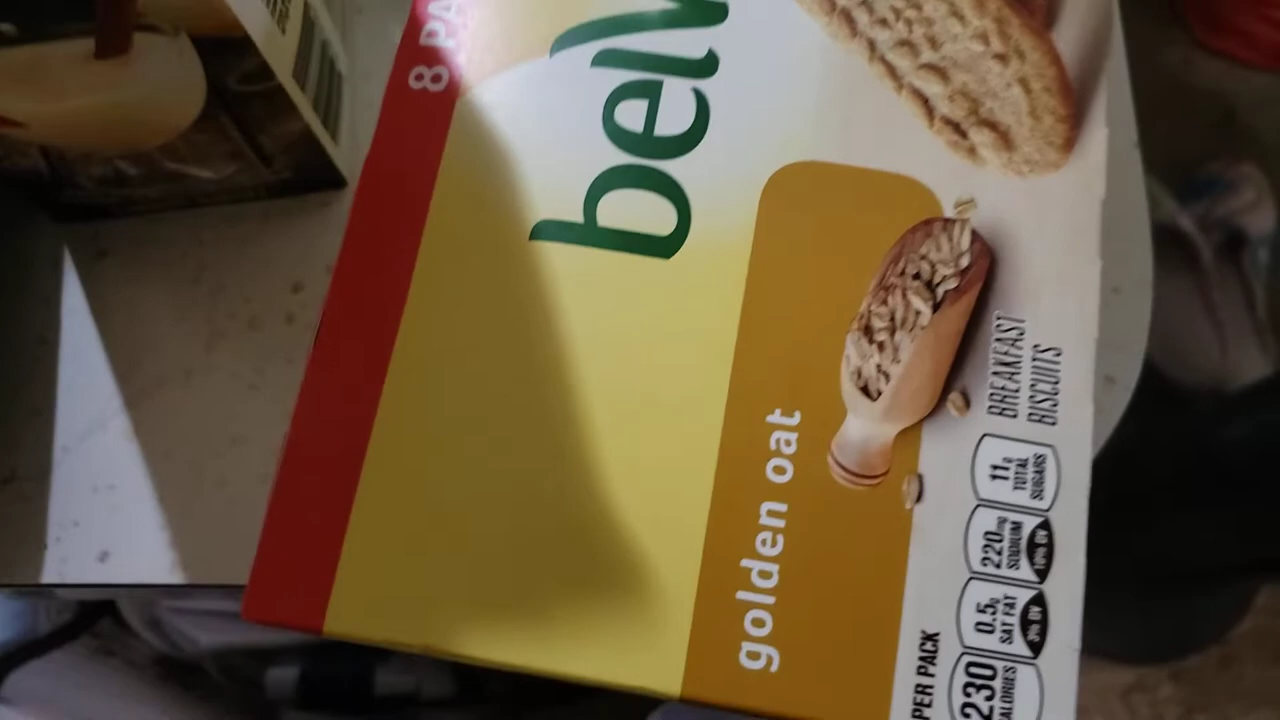 8 PA
belv
golden oat
BREAKFAST
BISCUITS
PER PACK
230
CALORIES
0.5g
SAT FAT
3% DV
220mg
SODIUM
10% DV
11g
TOTAL
SUGARS